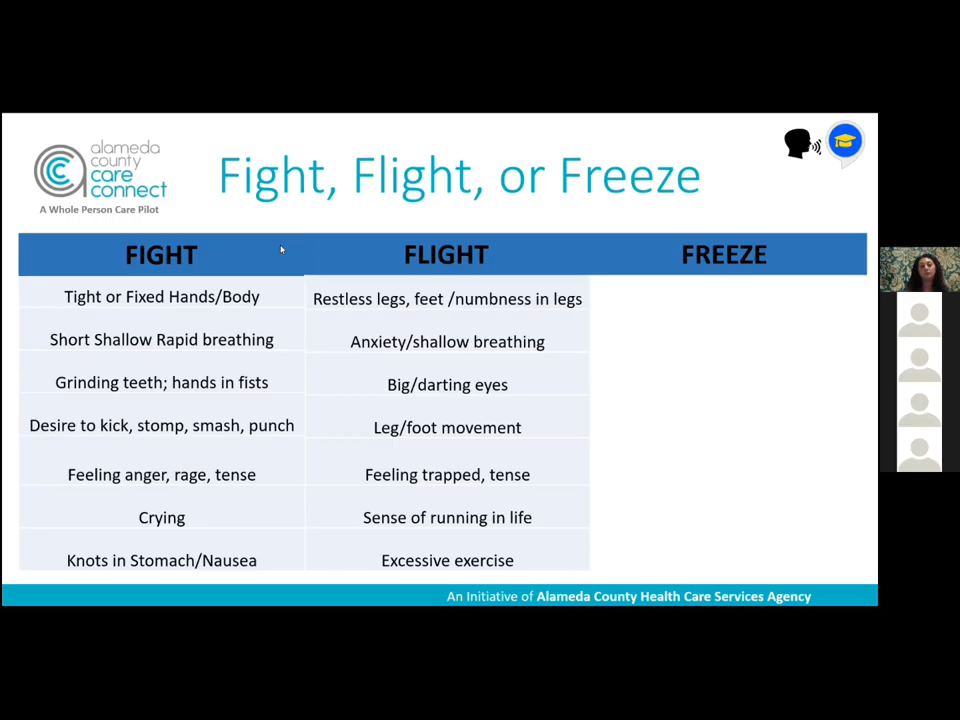 alameda
county
care
connect
A Whole Person Care Pilot
Fight, Flight, or Freeze
FIGHT FLIGHT FREEZE
Tight or Fixed Hands/Body Restless legs, feet /numbness in legs
Short Shallow Rapid breathing Anxiety/shallow breathing
Grinding teeth; hands in fists Big/darting eyes
Desire to kick, stomp, smash, punch Leg/foot movement
Feeling anger, rage, tense Feeling trapped, tense
Crying Sense of running in life
Knots in Stomach/Nausea Excessive exercise
An Initiative of Alameda County Health Care Services Agency